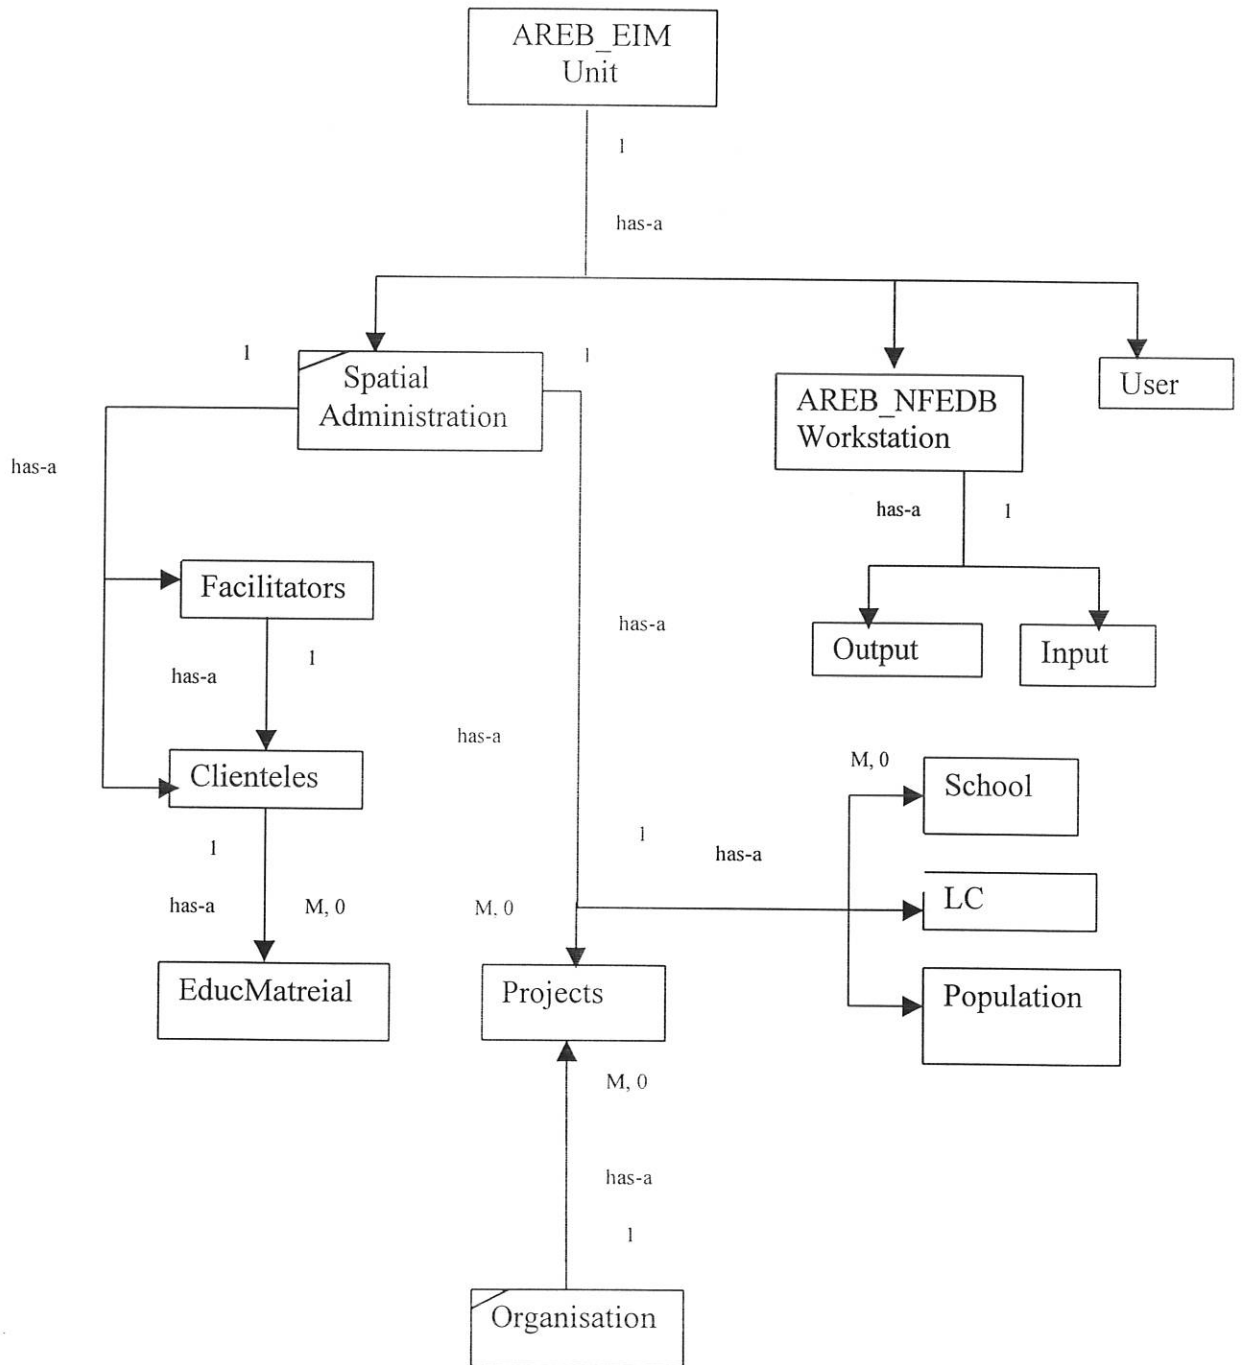 AREB_EIM
Unit
1
has-a
1
1
Spatial
Administration
AREB_NFEDB
Workstation
User
has-a
has-a
1
Facilitators
has-a
1
has-a
Output
Input
has-a
Clienteles
M, 0
School
1
1
has-a
has-a
M, 0
M, 0
LC
EducMatreial
Projects
Population
M, 0
has-a
1
Organisation